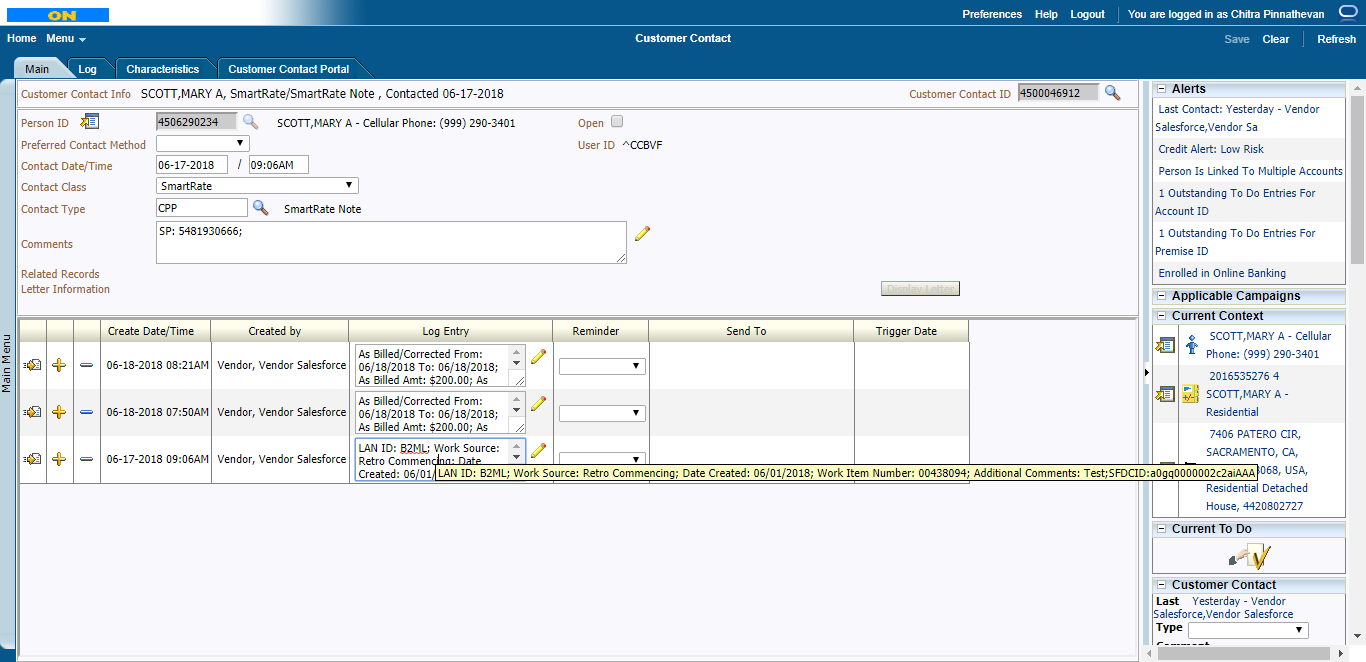 ON
Preferences Help Logout You are logged in as Chitra Pinnathevan
Home Menu Customer Contact Save Clear Refresh
Main Log Characteristics Customer Contact Portal
Main Menu
Customer Contact Info SCOTT,MARY A, SmartRate/SmartRate Note , Contacted 06-17-2018 Customer Contact ID 4500046912
Person ID 4506290234 SCOTT,MARY A - Cellular Phone: (999) 290-3401 Open
Preferred Contact Method User ID ^CCBVF
Contact Date/Time 06-17-2018 / 09:06AM
Contact Class SmartRate
Contact Type CPP SmartRate Note
Comments SP: 5481930666;
Related Records
Letter Information Display Letter
Create Date/Time Created by Log Entry Reminder Send To Trigger Date
06-18-2018 08:21AM Vendor, Vendor Salesforce
As Billed/Corrected From:
06/18/2018 To: 06/18/2018;
As Billed Amt: $200.00; As
06-18-2018 07:50AM Vendor, Vendor Salesforce
As Billed/Corrected From:
06/18/2018 To: 06/18/2018;
As Billed Amt: $200.00; As
06-17-2018 09:06AM Vendor, Vendor Salesforce
LAN ID: B2ML; Work Source:
Retro Commencing; Date
Created: 06/01/
LAN ID: B2ML; Work Source: Retro Commencing; Date Created: 06/01/2018; Work Item Number: 00438094; Additional Comments: Test;SFDCID:a0gq0000002c2aiAAA
Alerts
Last Contact: Yesterday - Vendor
Salesforce,Vendor Sa
Credit Alert: Low Risk
Person Is Linked To Multiple Accounts
1 Outstanding To Do Entries For
Account ID
1 Outstanding To Do Entries For
Premise ID
Enrolled in Online Banking
Applicable Campaigns
Current Context
SCOTT,MARY A - Cellular
Phone: (999) 290-3401
2016535276 4
SCOTT,MARY A -
Residential
7406 PATERO CIR,
SACRAMENTO, CA,
068, USA,
Residential Detached
House, 4420802727
Current To Do
Customer Contact
Last Yesterday - Vendor
Salesforce,Vendor Salesforce
Type
Comment